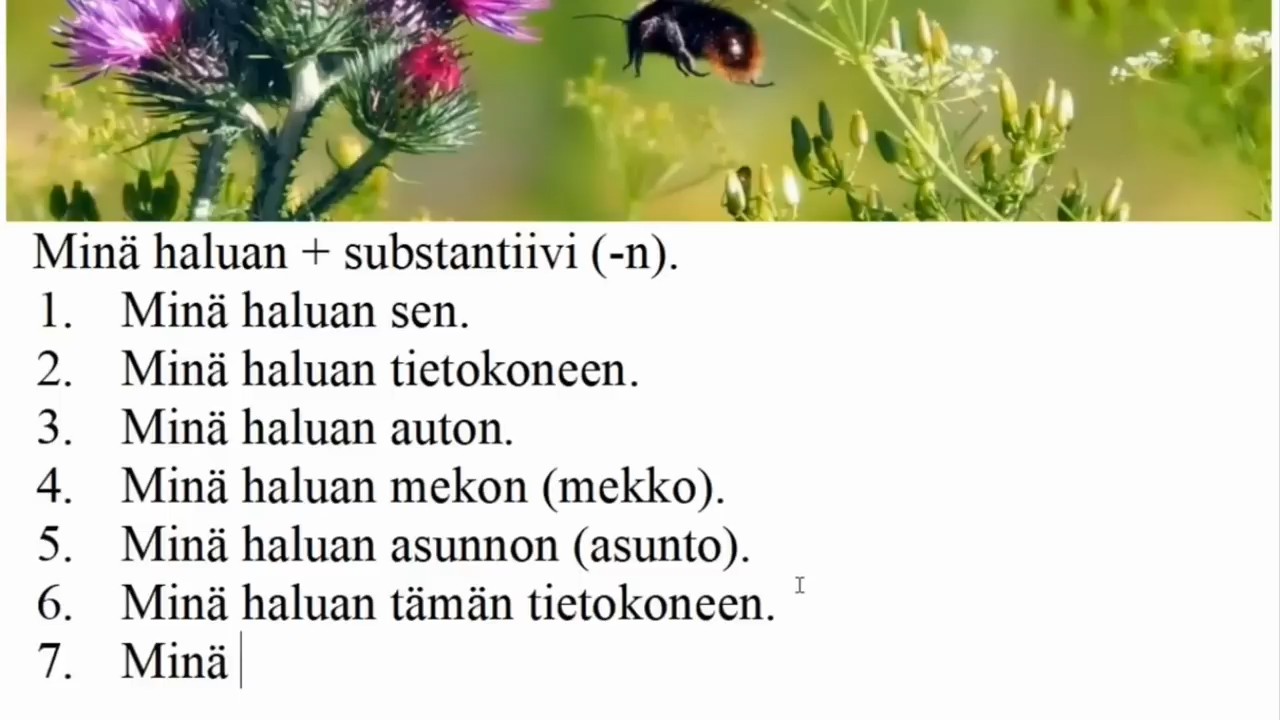 Minä haluan + substantiivi (-n).
1. Minä haluan sen.
2. Minä haluan tietokoneen.
3. Minä haluan auton.
4. Minä haluan mekon (mekko).
5. Minä haluan asunnon (asunto).
6. Minä haluan tämän tietokoneen.
7. Minä